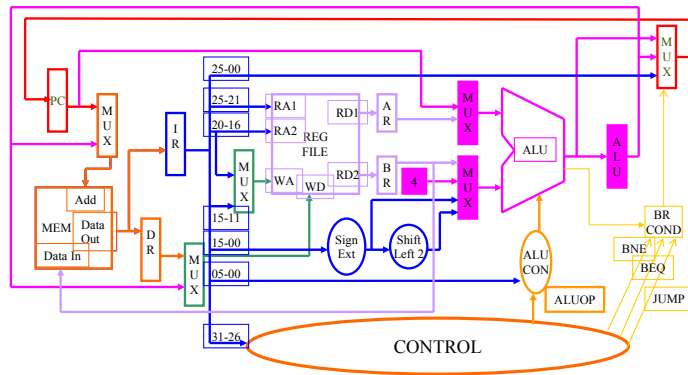 M
U
X
25-00
PC
25-21
RA1
RD1
A
R
M
U
X
M
U
X
I
R
20-16
RA2
REG
FILE
ALU
A
L
U
Add
M
U
X
WA
WD
RD2
B
R
4
M
U
X
MEM
Data
Out
Data In
D
R
M
U
X
15-11
15-00
Sign
Ext
Shift
Left 2
ALU
CON
BR
COND
BNE
BEQ
05-00
ALUOP
JUMP
31-26
CONTROL